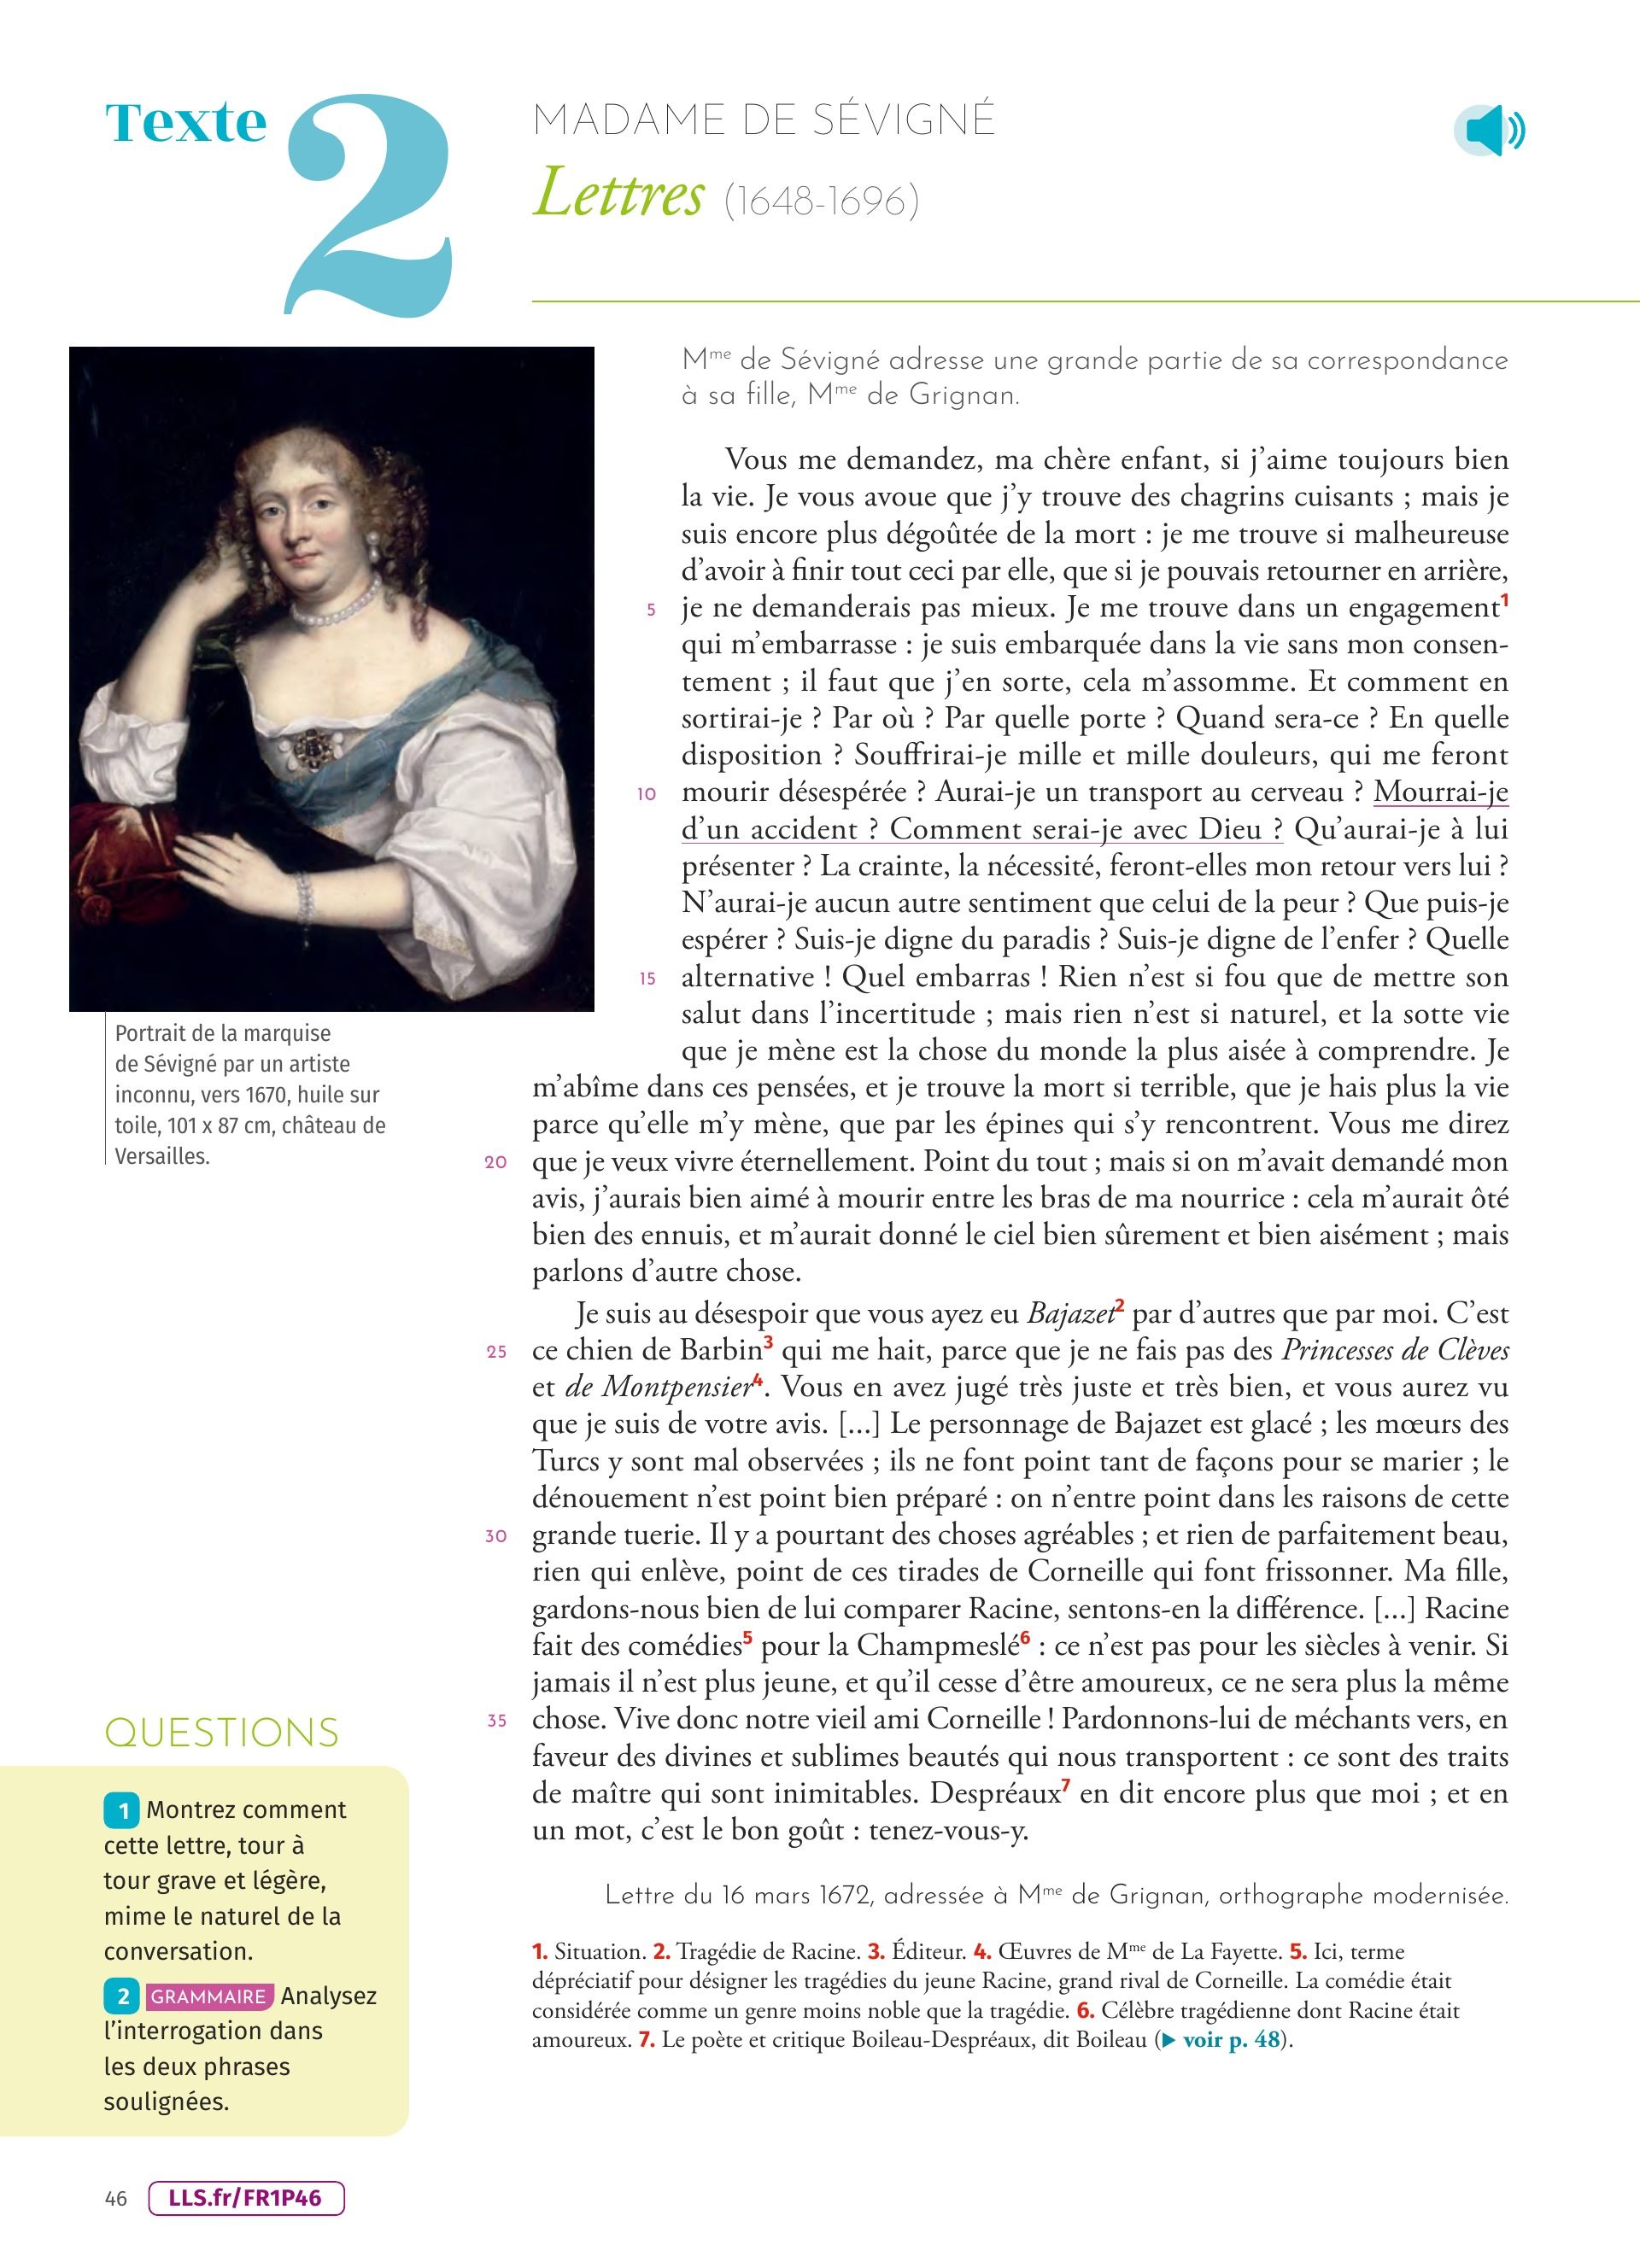 Texte 2
MADAME DE SÉVIGNÉ
Lettres (1648-1696)
Mme de Sévigné adresse une grande partie de sa correspondance
à sa fille, Mme de Grignan.
Vous me demandez, ma chère enfant, si j’aime toujours bien
la vie. Je vous avoue que j’y trouve des chagrins cuisants ; mais je
suis encore plus dégoûtée de la mort : je me trouve si malheureuse
d’avoir à finir tout ceci par elle, que si je pouvais retourner en arrière,
5 je ne demanderais pas mieux. Je me trouve dans un engagement1
qui m’embarrasse : je suis embarquée dans la vie sans mon consen-
tement ; il faut que j’en sorte, cela m’assomme. Et comment en
sortirai-je ? Par où ? Par quelle porte ? Quand sera-ce ? En quelle
disposition ? Souffrirai-je mille et mille douleurs, qui me feront
10 mourir désespérée ? Aurai-je un transport au cerveau ? Mourrai-je
d’un accident ? Comment serai-je avec Dieu ? Qu’aurai-je à lui
présenter ? La crainte, la nécessité, feront-elles mon retour vers lui ?
N’aurai-je aucun autre sentiment que celui de la peur ? Que puis-je
espérer ? Suis-je digne du paradis ? Suis-je digne de l’enfer ? Quelle
15 alternative ! Quel embarras ! Rien n’est si fou que de mettre son
salut dans l’incertitude ; mais rien n’est si naturel, et la sotte vie
que je mène est la chose du monde la plus aisée à comprendre. Je
m’abîme dans ces pensées, et je trouve la mort si terrible, que je hais plus la vie
parce qu’elle m’y mène, que par les épines qui s’y rencontrent. Vous me direz
20 que je veux vivre éternellement. Point du tout ; mais si on m’avait demandé mon
avis, j’aurais bien aimé à mourir entre les bras de ma nourrice : cela m’aurait ôté
bien des ennuis, et m’aurait donné le ciel bien sûrement et bien aisément ; mais
parlons d’autre chose.
Je suis au désespoir que vous ayez eu Bajazet2 par d’autres que par moi. C’est
25 ce chien de Barbin3 qui me hait, parce que je ne fais pas des Princesses de Clèves
et de Montpensier4. Vous en avez jugé très juste et très bien, et vous aurez vu
que je suis de votre avis. [...] Le personnage de Bajazet est glacé ; les mœurs des
Turcs y sont mal observées ; ils ne font point tant de façons pour se marier ; le
dénouement n’est point bien préparé : on n’entre point dans les raisons de cette
30 grande tuerie. Il y a pourtant des choses agréables ; et rien de parfaitement beau,
rien qui enlève, point de ces tirades de Corneille qui font frissonner. Ma fille,
gardons-nous bien de lui comparer Racine, sentons-en la différence. [...] Racine
fait des comédies5 pour la Champmeslé6 : ce n’est pas pour les siècles à venir. Si
jamais il n’est plus jeune, et qu’il cesse d’être amoureux, ce ne sera plus la même
35 chose. Vive donc notre vieil ami Corneille ! Pardonnons-lui de méchants vers, en
faveur des divines et sublimes beautés qui nous transportent : ce sont des traits
de maître qui sont inimitables. Despréaux7 en dit encore plus que moi ; et en
un mot, c’est le bon goût : tenez-vous-y.
Lettre du 16 mars 1672, adressée à Mme de Grignan, orthographe modernisée.
1. Situation. 2. Tragédie de Racine. 3. Éditeur. 4. Œuvres de Mme de La Fayette. 5. Ici, terme
dépréciatif pour désigner les tragédies du jeune Racine, grand rival de Corneille. La comédie était
considérée comme un genre moins noble que la tragédie. 6. Célèbre tragédienne dont Racine était
amoureux. 7. Le poète et critique Boileau-Despréaux, dit Boileau (▶ voir p. 48).
Portrait de la marquise
de Sévigné par un artiste
inconnu, vers 1670, huile sur
toile, 101 x 87 cm, château de
Versailles.
QUESTIONS
1 Montrez comment
cette lettre, tour à
tour grave et légère,
mime le naturel de la
conversation.
2 GRAMMAIRE Analysez
l’interrogation dans
les deux phrases
soulignées.
46 LLS.fr/FR1P46